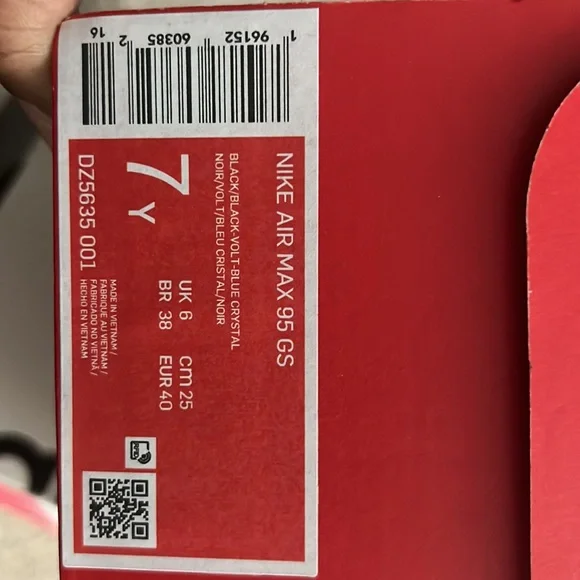 1 96152 60385 2 16
NIKE AIR MAX 95 GS
BLACK/BLACK-VOLT-BLUE CRYSTAL
NOIR/VOLT/BLEU CRISTAL/NOIR
7 Y
UK 6 cm 25
BR 38 EUR 40
DZ5635 001
MADE IN VIETNAM /
FABRIQUE AU VIETNAM /
FABRICADO NO VIETNÃ /
HECHO EN VIETNAM